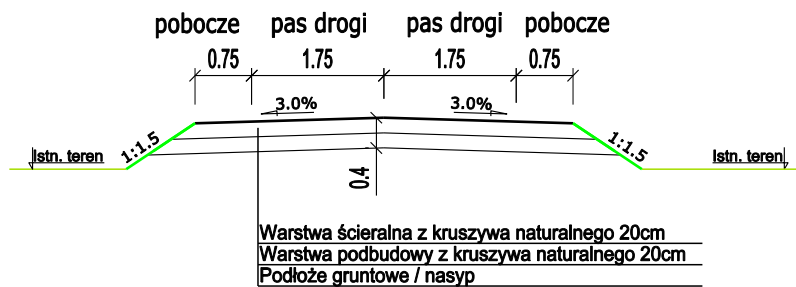 pobocze pas drogi pas drogi pobocze
0.75 1.75 1.75 0.75
3.0% 3.0%
1:1.5 1:1.5
Istn. teren Istn. teren
0.4
Warstwa ścieralna z kruszywa naturalnego 20cm
Warstwa podbudowy z kruszywa naturalnego 20cm
Podłoże gruntowe / nasyp